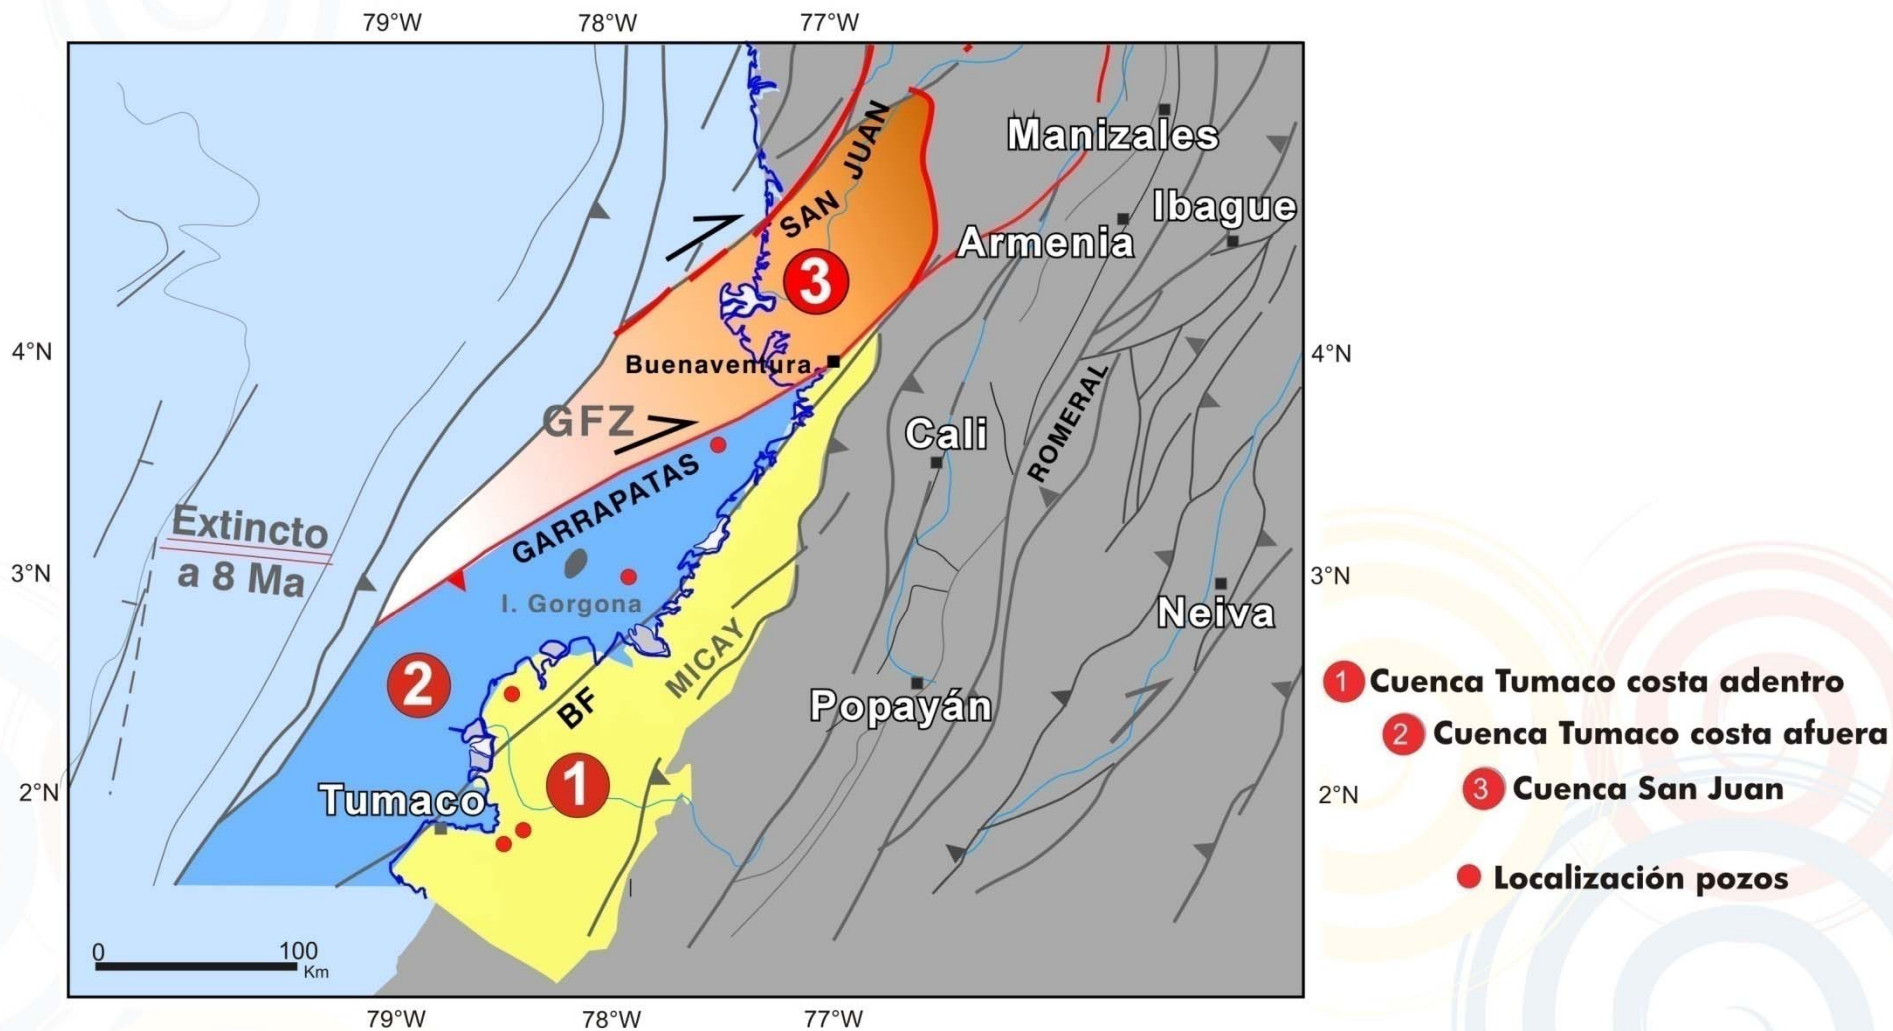 79°W 78°W 77°W
SAN JUAN
Manizales
Ibague
Armenia
3
4°N
4°N
Buenaventura
GFZ
ROMERAL
Cali
GARRAPATAS
Extincto
a 8 Ma
3°N
3°N
I. Gorgona
Neiva
MICAY
2
Popayán
BF
1
2°N
2°N
Tumaco
0 100
Km
79°W 78°W 77°W
1 Cuenca Tumaco costa adentro
2 Cuenca Tumaco costa afuera
3 Cuenca San Juan
Localización pozos